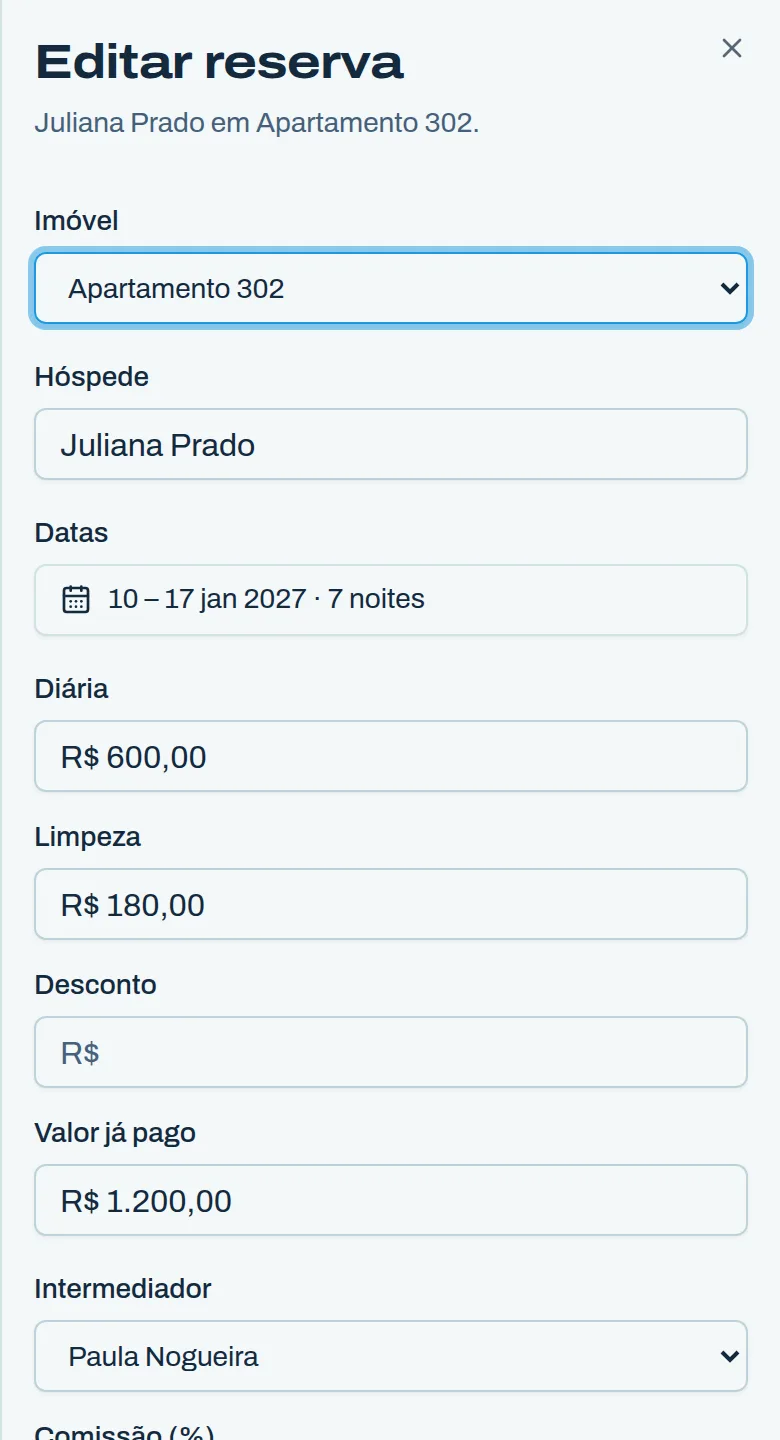 Editar reserva
Juliana Prado em Apartamento 302.
Imóvel
Apartamento 302
Hóspede
Juliana Prado
Datas
10 – 17 jan 2027 · 7 noites
Diária
R$ 600,00
Limpeza
R$ 180,00
Desconto
R$
Valor já pago
R$ 1.200,00
Intermediador
Paula Nogueira
Comissão (%)